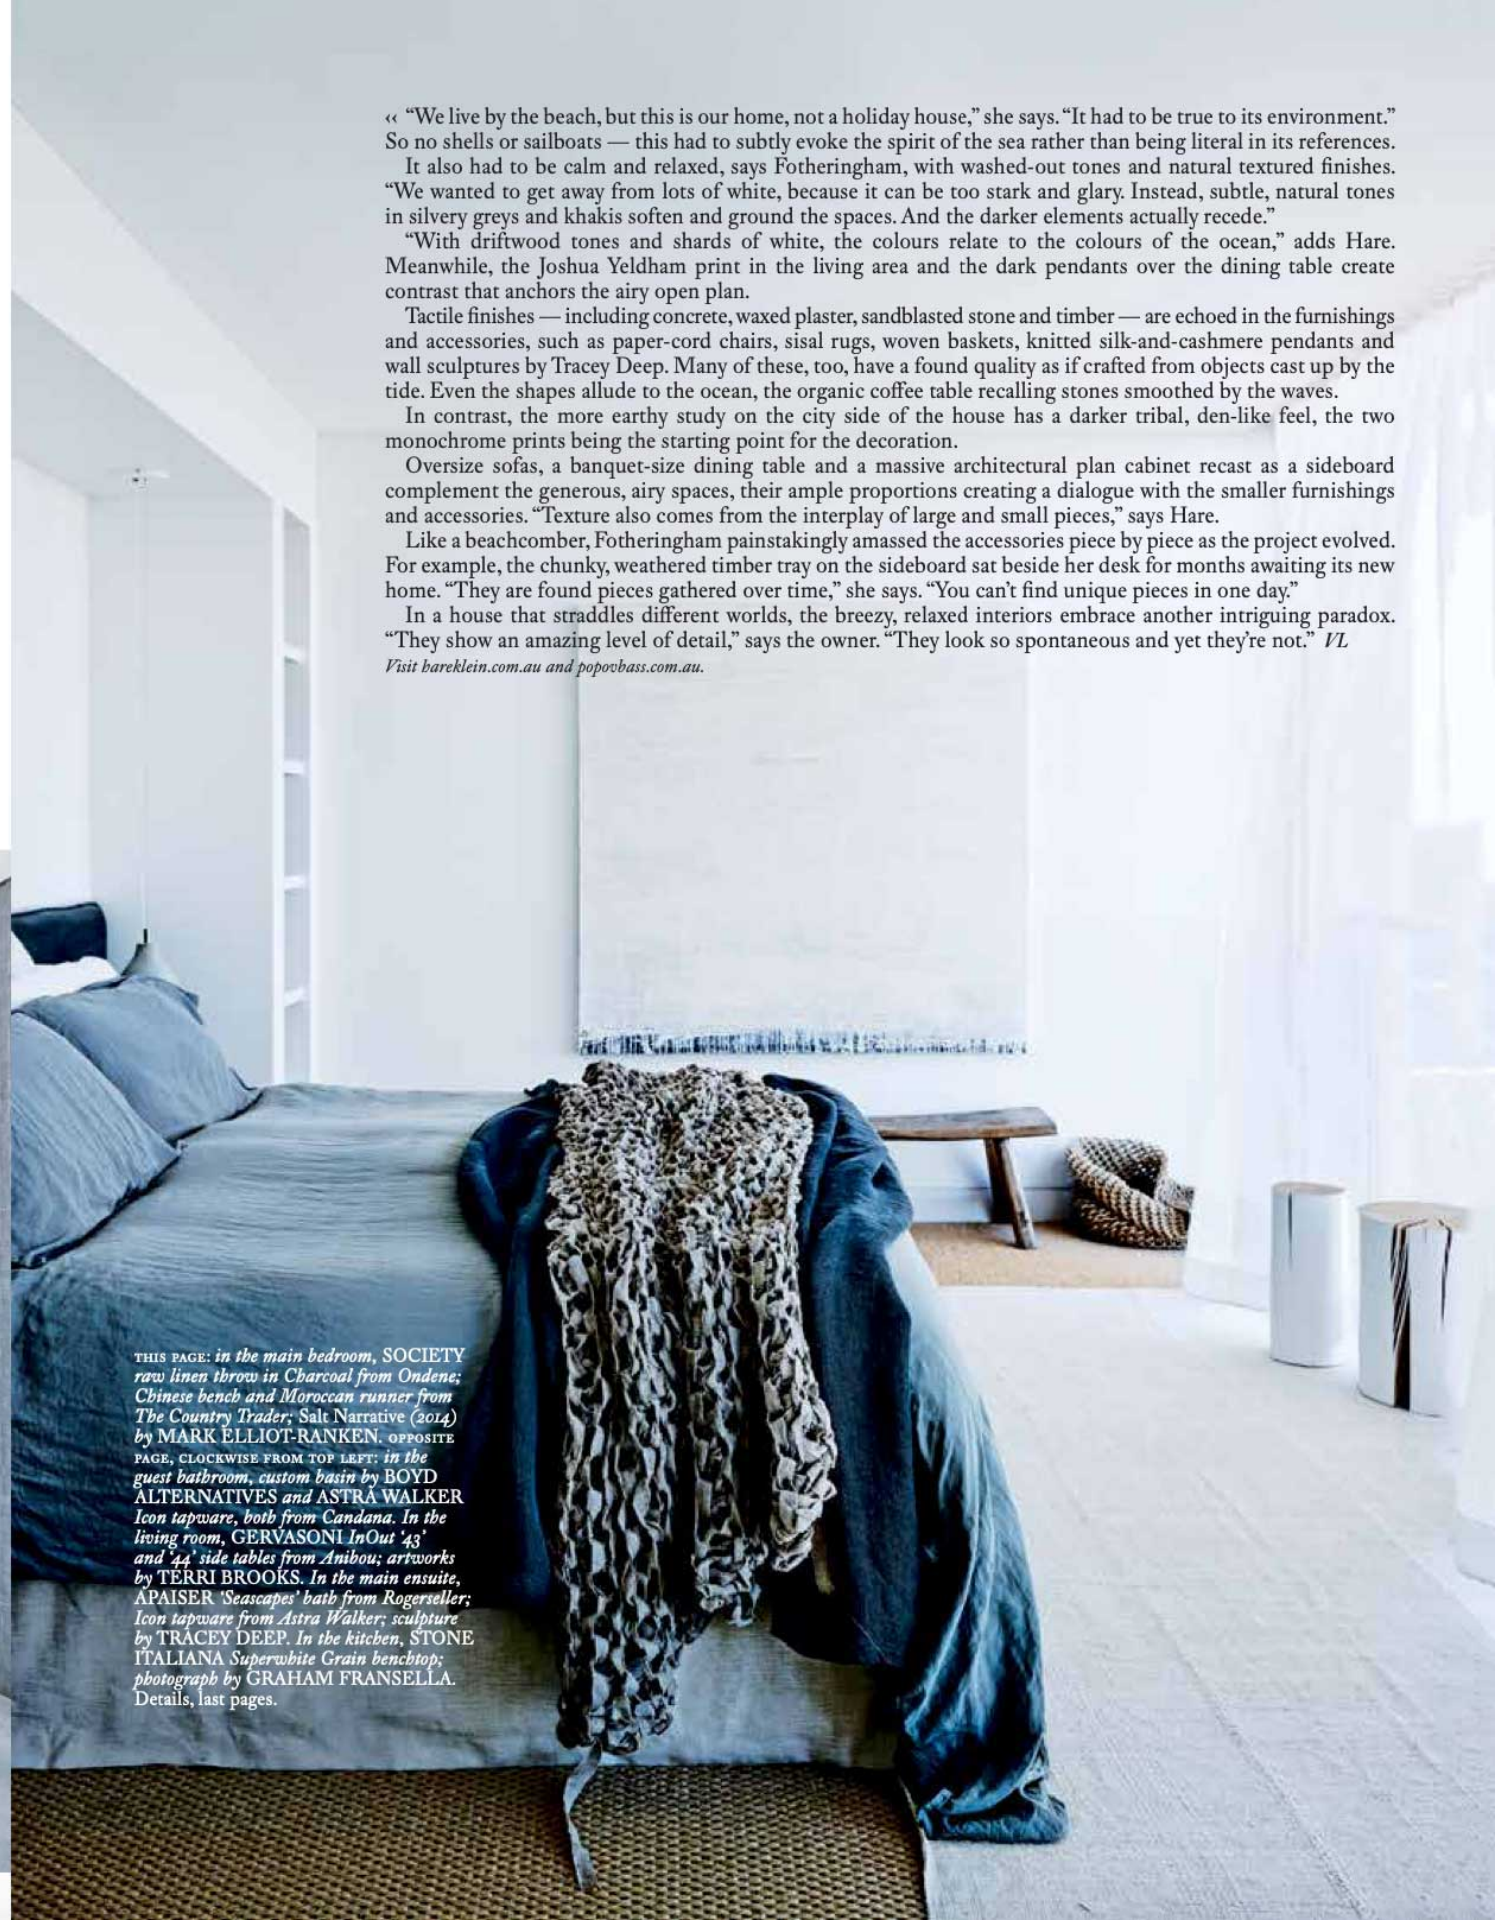 ‹‹ “We live by the beach, but this is our home, not a holiday house,” she says. “It had to be true to its environment.”
So no shells or sailboats — this had to subtly evoke the spirit of the sea rather than being literal in its references.
It also had to be calm and relaxed, says Fotheringham, with washed-out tones and natural textured finishes.
“We wanted to get away from lots of white, because it can be too stark and glary. Instead, subtle, natural tones
in silvery greys and khakis soften and ground the spaces. And the darker elements actually recede.”
“With driftwood tones and shards of white, the colours relate to the colours of the ocean,” adds Hare.
Meanwhile, the Joshua Yeldham print in the living area and the dark pendants over the dining table create
contrast that anchors the airy open plan.
Tactile finishes — including concrete, waxed plaster, sandblasted stone and timber — are echoed in the furnishings
and accessories, such as paper-cord chairs, sisal rugs, woven baskets, knitted silk-and-cashmere pendants and
wall sculptures by Tracey Deep. Many of these, too, have a found quality as if crafted from objects cast up by the
tide. Even the shapes allude to the ocean, the organic coffee table recalling stones smoothed by the waves.
In contrast, the more earthy study on the city side of the house has a darker tribal, den-like feel, the two
monochrome prints being the starting point for the decoration.
Oversize sofas, a banquet-size dining table and a massive architectural plan cabinet recast as a sideboard
complement the generous, airy spaces, their ample proportions creating a dialogue with the smaller furnishings
and accessories. “Texture also comes from the interplay of large and small pieces,” says Hare.
Like a beachcomber, Fotheringham painstakingly amassed the accessories piece by piece as the project evolved.
For example, the chunky, weathered timber tray on the sideboard sat beside her desk for months awaiting its new
home. “They are found pieces gathered over time,” she says. “You can’t find unique pieces in one day.”
In a house that straddles different worlds, the breezy, relaxed interiors embrace another intriguing paradox.
“They show an amazing level of detail,” says the owner. “They look so spontaneous and yet they’re not.” VL
Visit hareklein.com.au and popovbass.com.au.
THIS PAGE: in the main bedroom, SOCIETY
raw linen throw in Charcoal from Ondene;
Chinese bench and Moroccan runner from
The Country Trader; Salt Narrative (2014)
by MARK ELLIOT-RANKEN. OPPOSITE
PAGE, CLOCKWISE FROM TOP LEFT: in the
guest bathroom, custom basin by BOYD
ALTERNATIVES and ASTRA WALKER
Icon tapware, both from Candana. In the
living room, GERVASONI InOut ‘43’
and ‘44’ side tables from Anibou; artworks
by TERRI BROOKS. In the main ensuite,
APAISER ‘Seascapes’ bath from Rogerseller;
Icon tapware from Astra Walker; sculpture
by TRACEY DEEP. In the kitchen, STONE
ITALIANA Superwhite Grain benchtop;
photograph by GRAHAM FRANSELLA.
Details, last pages.